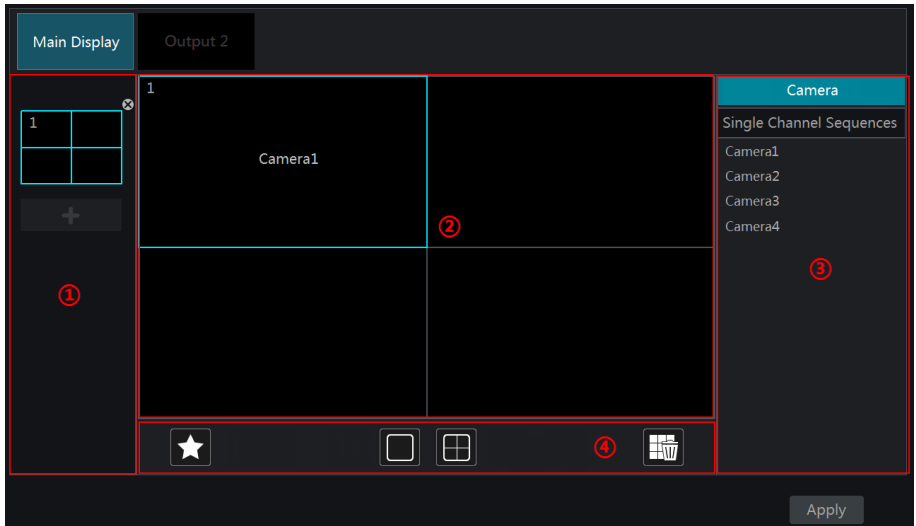 Main Display
Output 2
1
1
Camera1
②
①
Camera
Single Channel Sequences
Camera1
Camera2
Camera3
Camera4
③
④
Apply